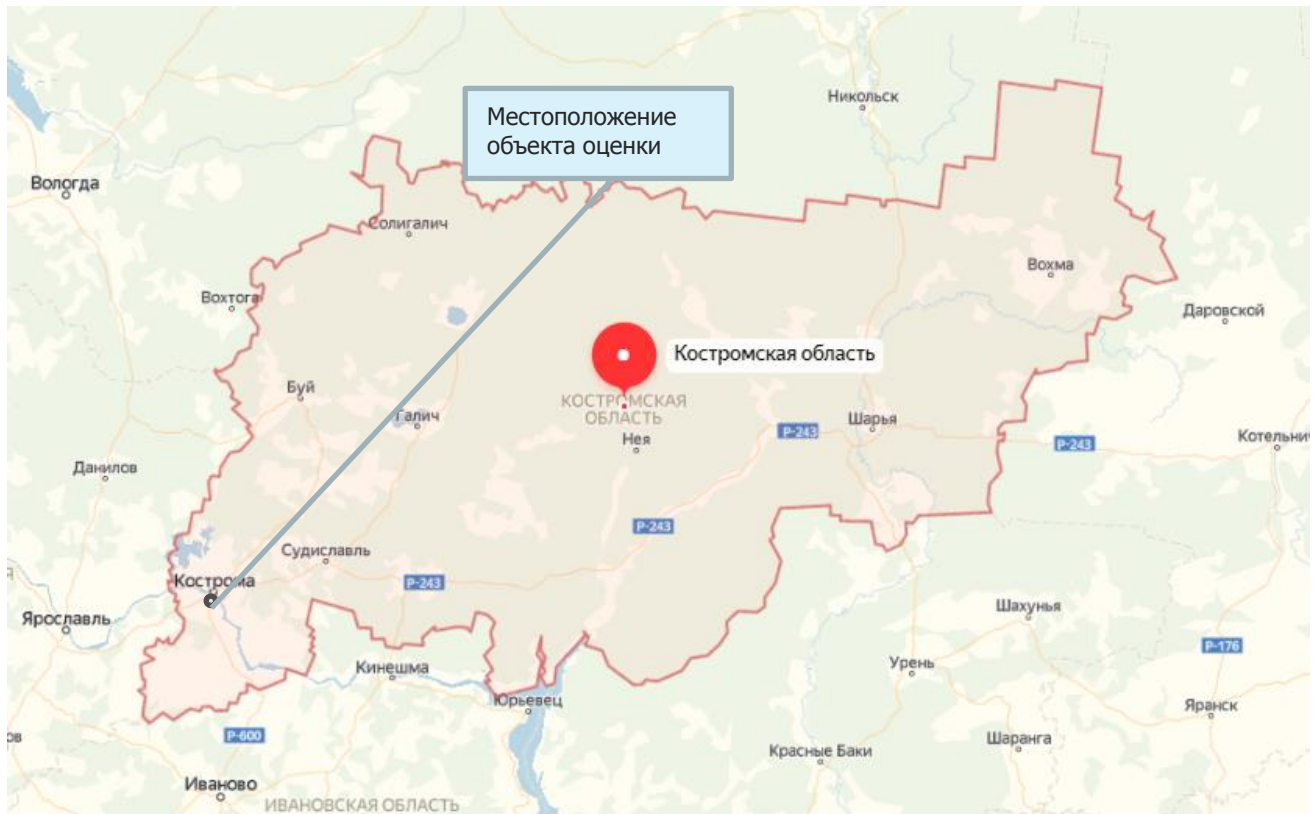 Никольск
Местоположение
объекта оценки
Вологда
Солигалич
Вохма
Вохтога
Даровской
Костромская область
Буй
КОСТРОМСКАЯ
ОБЛАСТЬ
Галич
Шарья
Нея
Р-243
Р-243
Котельнич
Данилов
Р-243
Судиславль
Кострома
Р-243
Шахунья
Ярославль
Р-176
Кинешма
Урень
Юрьевец
Яранск
Р-600
Шаранга
Красные Баки
Иваново
ИВАНОВСКАЯ ОБЛАСТЬ